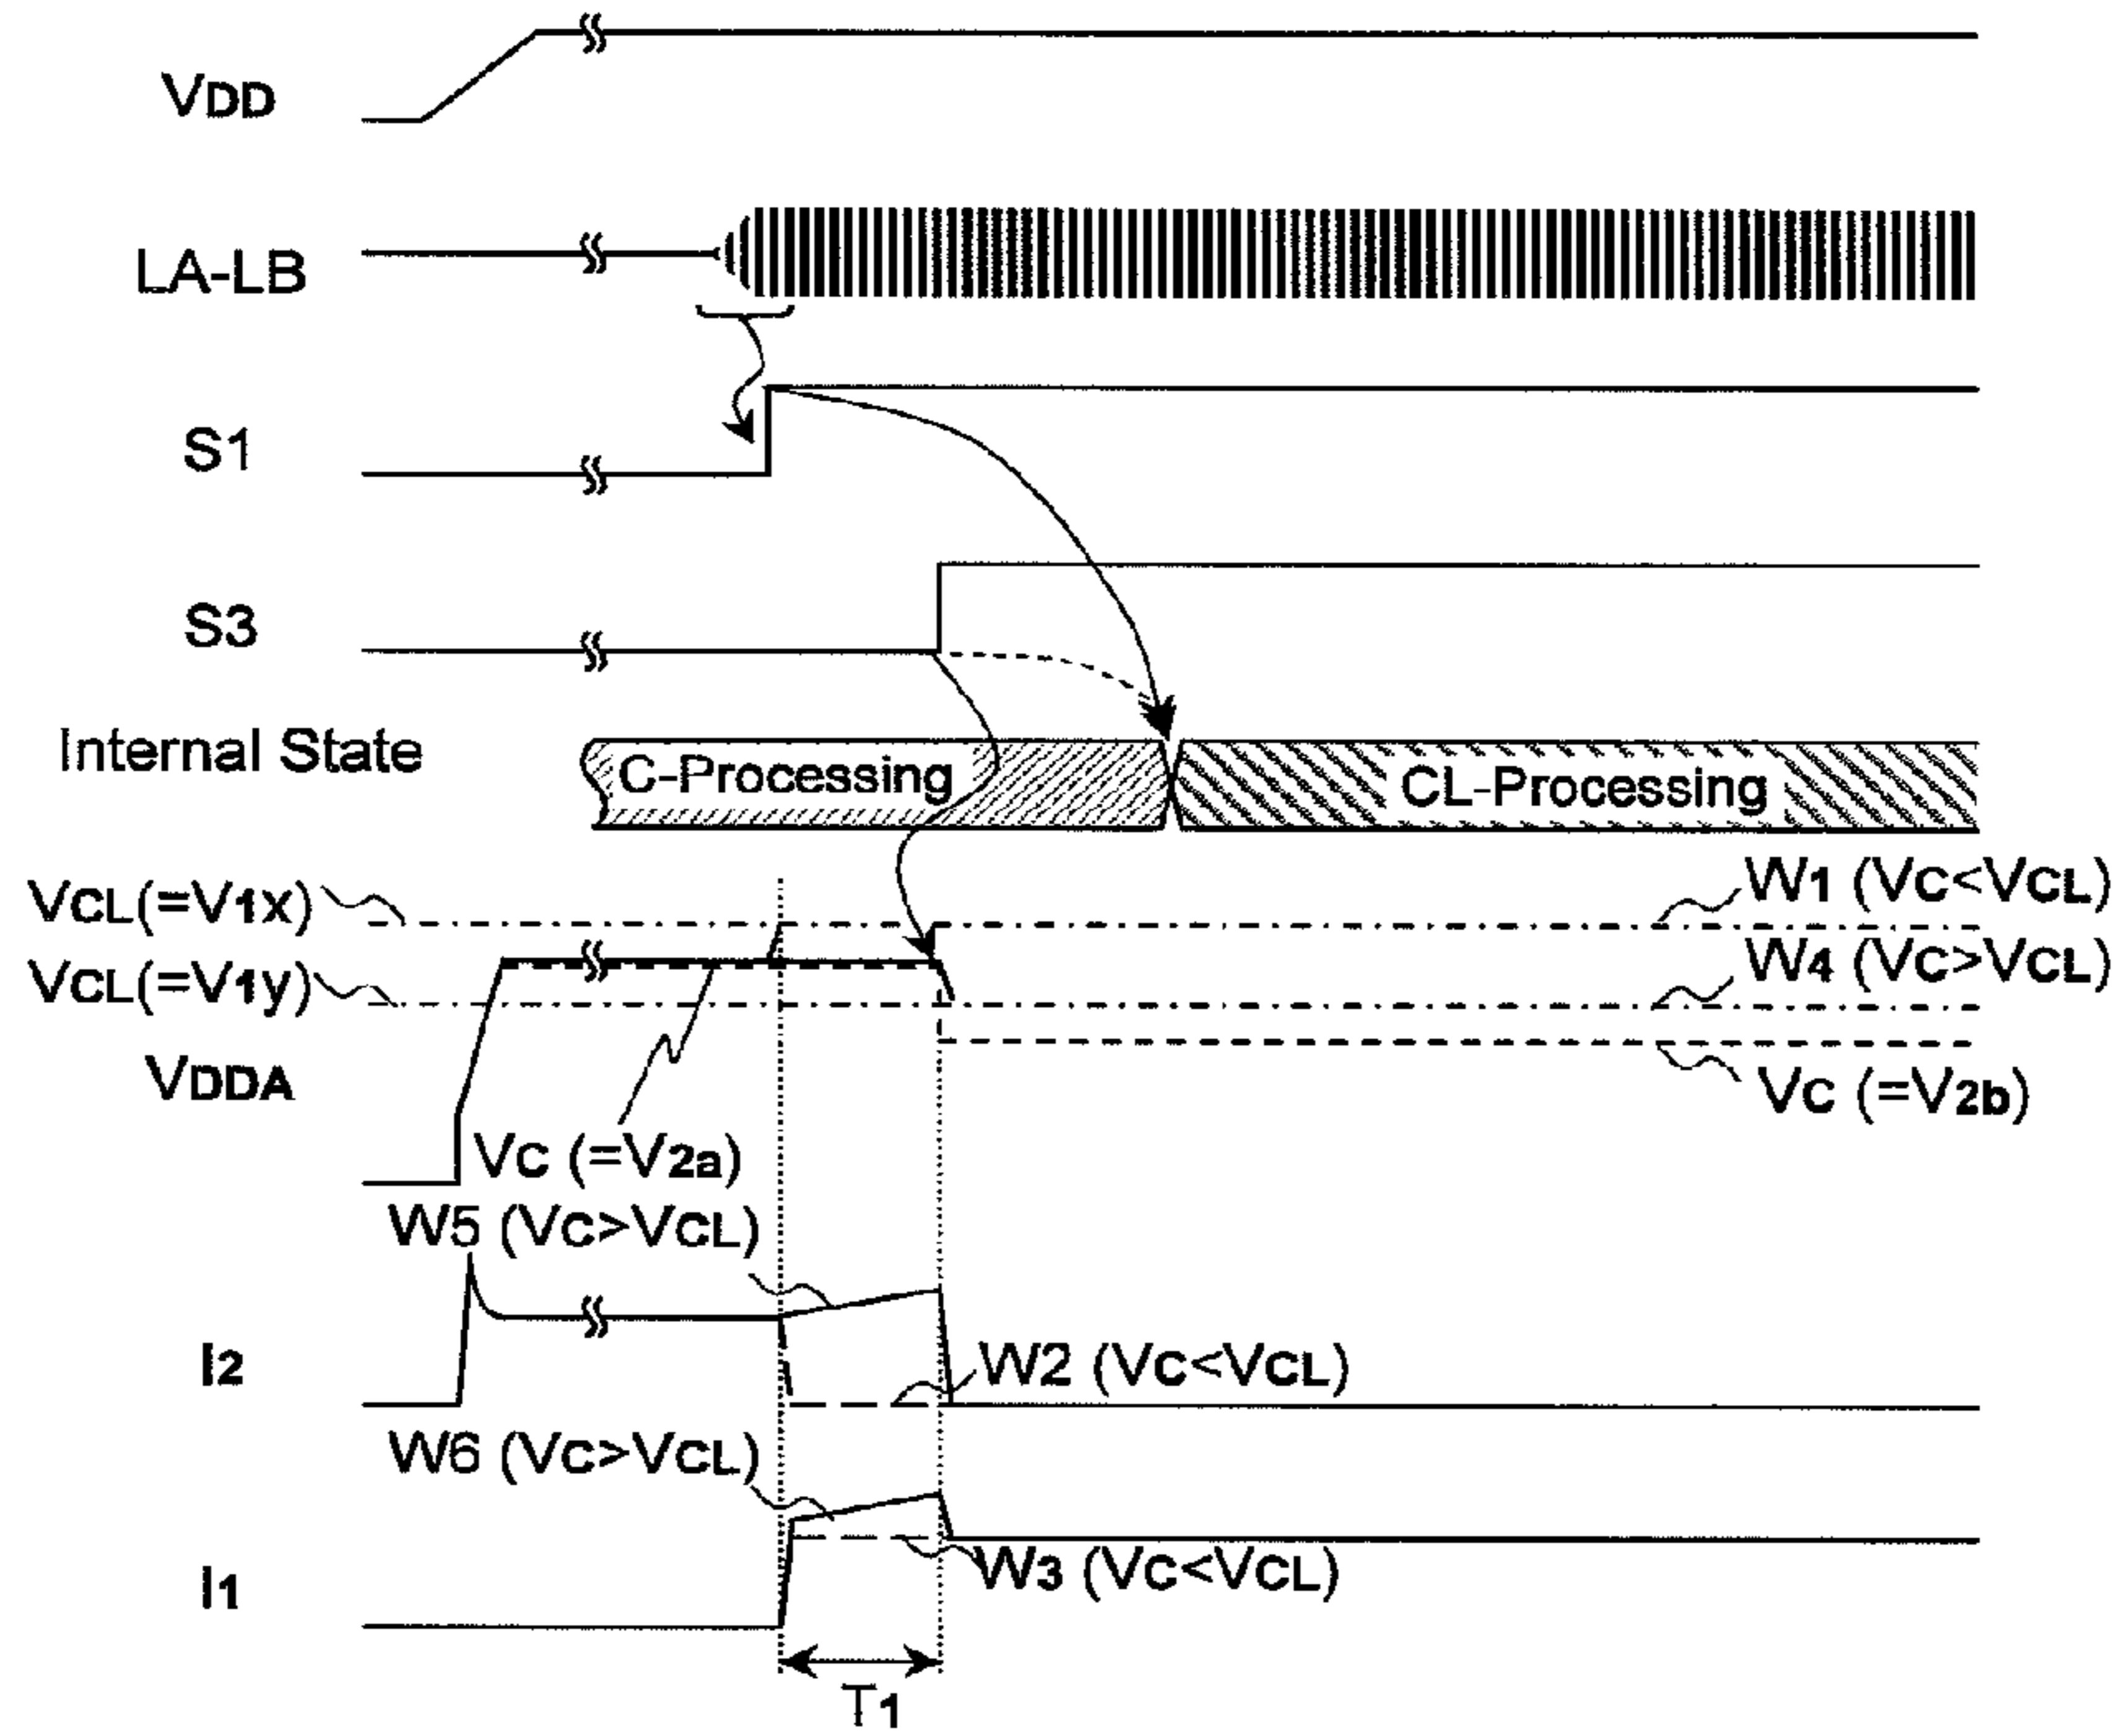 VDD
LA-LB
S1
S3
Internal State
C-Processing
CL-Processing
VCL(=V1x)
W1 (VC<VCL)
VCL(=V1y)
W4 (VC>VCL)
VDDA
VC (=V2b)
VC (=V2a)
W5 (VC>VCL)
I2
W2 (VC<VCL)
W6 (VC>VCL)
W3 (VC<VCL)
I1
T1